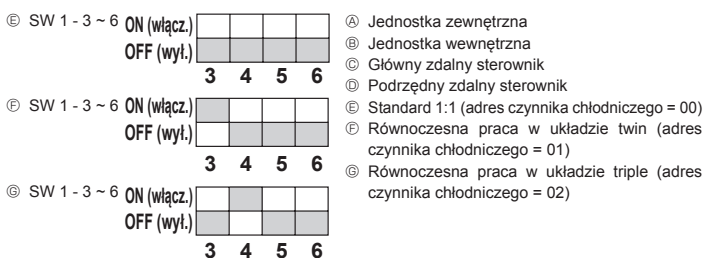 Ⓔ SW 1 - 3 ~ 6 ON (włącz.)
OFF (wył.)
3 4 5 6
Ⓕ SW 1 - 3 ~ 6 ON (włącz.)
OFF (wył.)
3 4 5 6
Ⓖ SW 1 - 3 ~ 6 ON (włącz.)
OFF (wył.)
3 4 5 6
Ⓐ Jednostka zewnętrzna
Ⓑ Jednostka wewnętrzna
Ⓒ Główny zdalny sterownik
Ⓓ Podrzędny zdalny sterownik
Ⓔ Standard 1:1 (adres czynnika chłodniczego = 00)
Ⓕ Równoczesna praca w układzie twin (adres
czynnika chłodniczego = 01)
Ⓖ Równoczesna praca w układzie triple (adres
czynnika chłodniczego = 02)